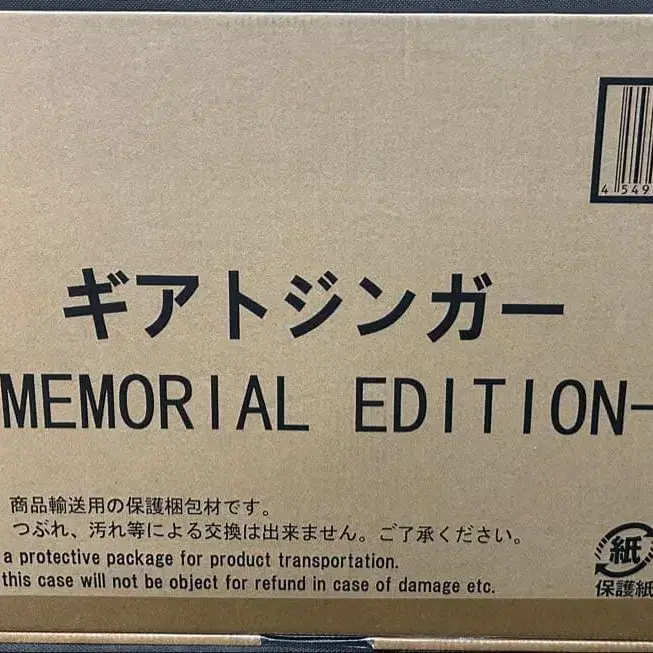 4 549
ギアトジンガー
MEMORIAL EDITION-
商品輸送用の保護梱包材です。
つぶれ、汚れ等による交換は出来ません。ご了承ください。
a protective package for product transportation.
this case will not be object for refund in case of damage etc.
紙
保護紙